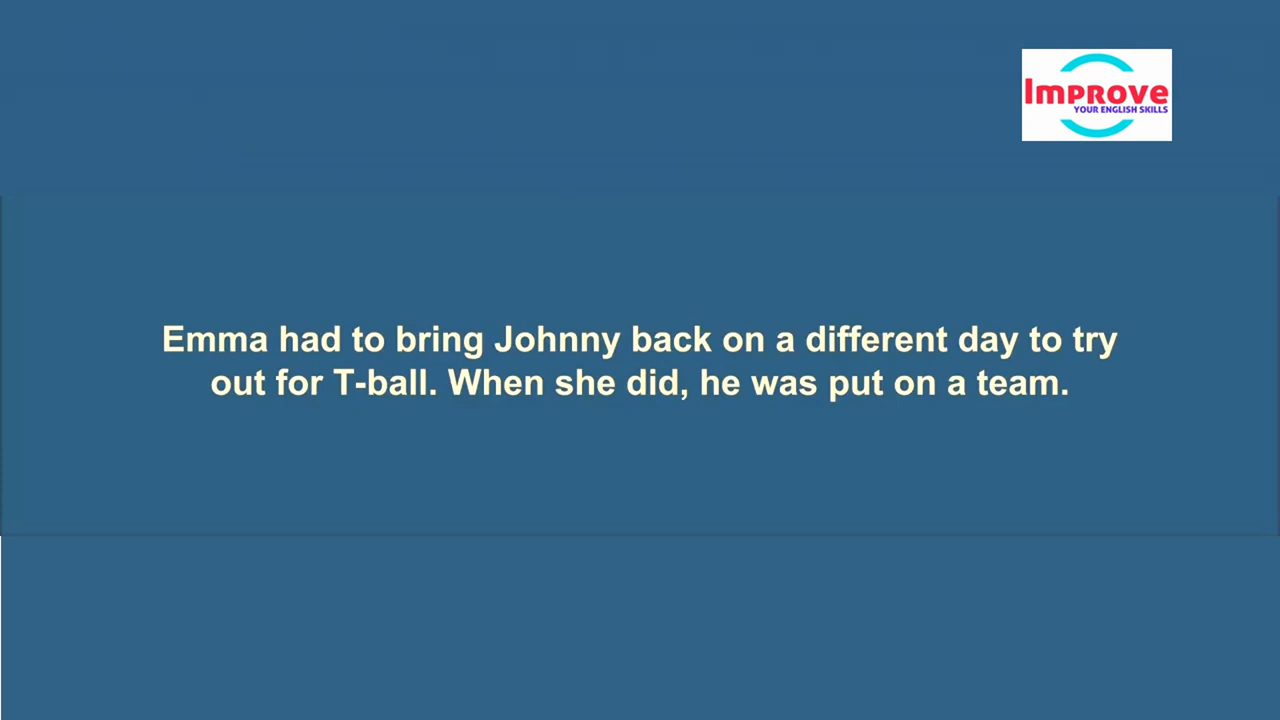 Improve
YOUR ENGLISH SKILLS
Emma had to bring Johnny back on a different day to try
out for T-ball. When she did, he was put on a team.